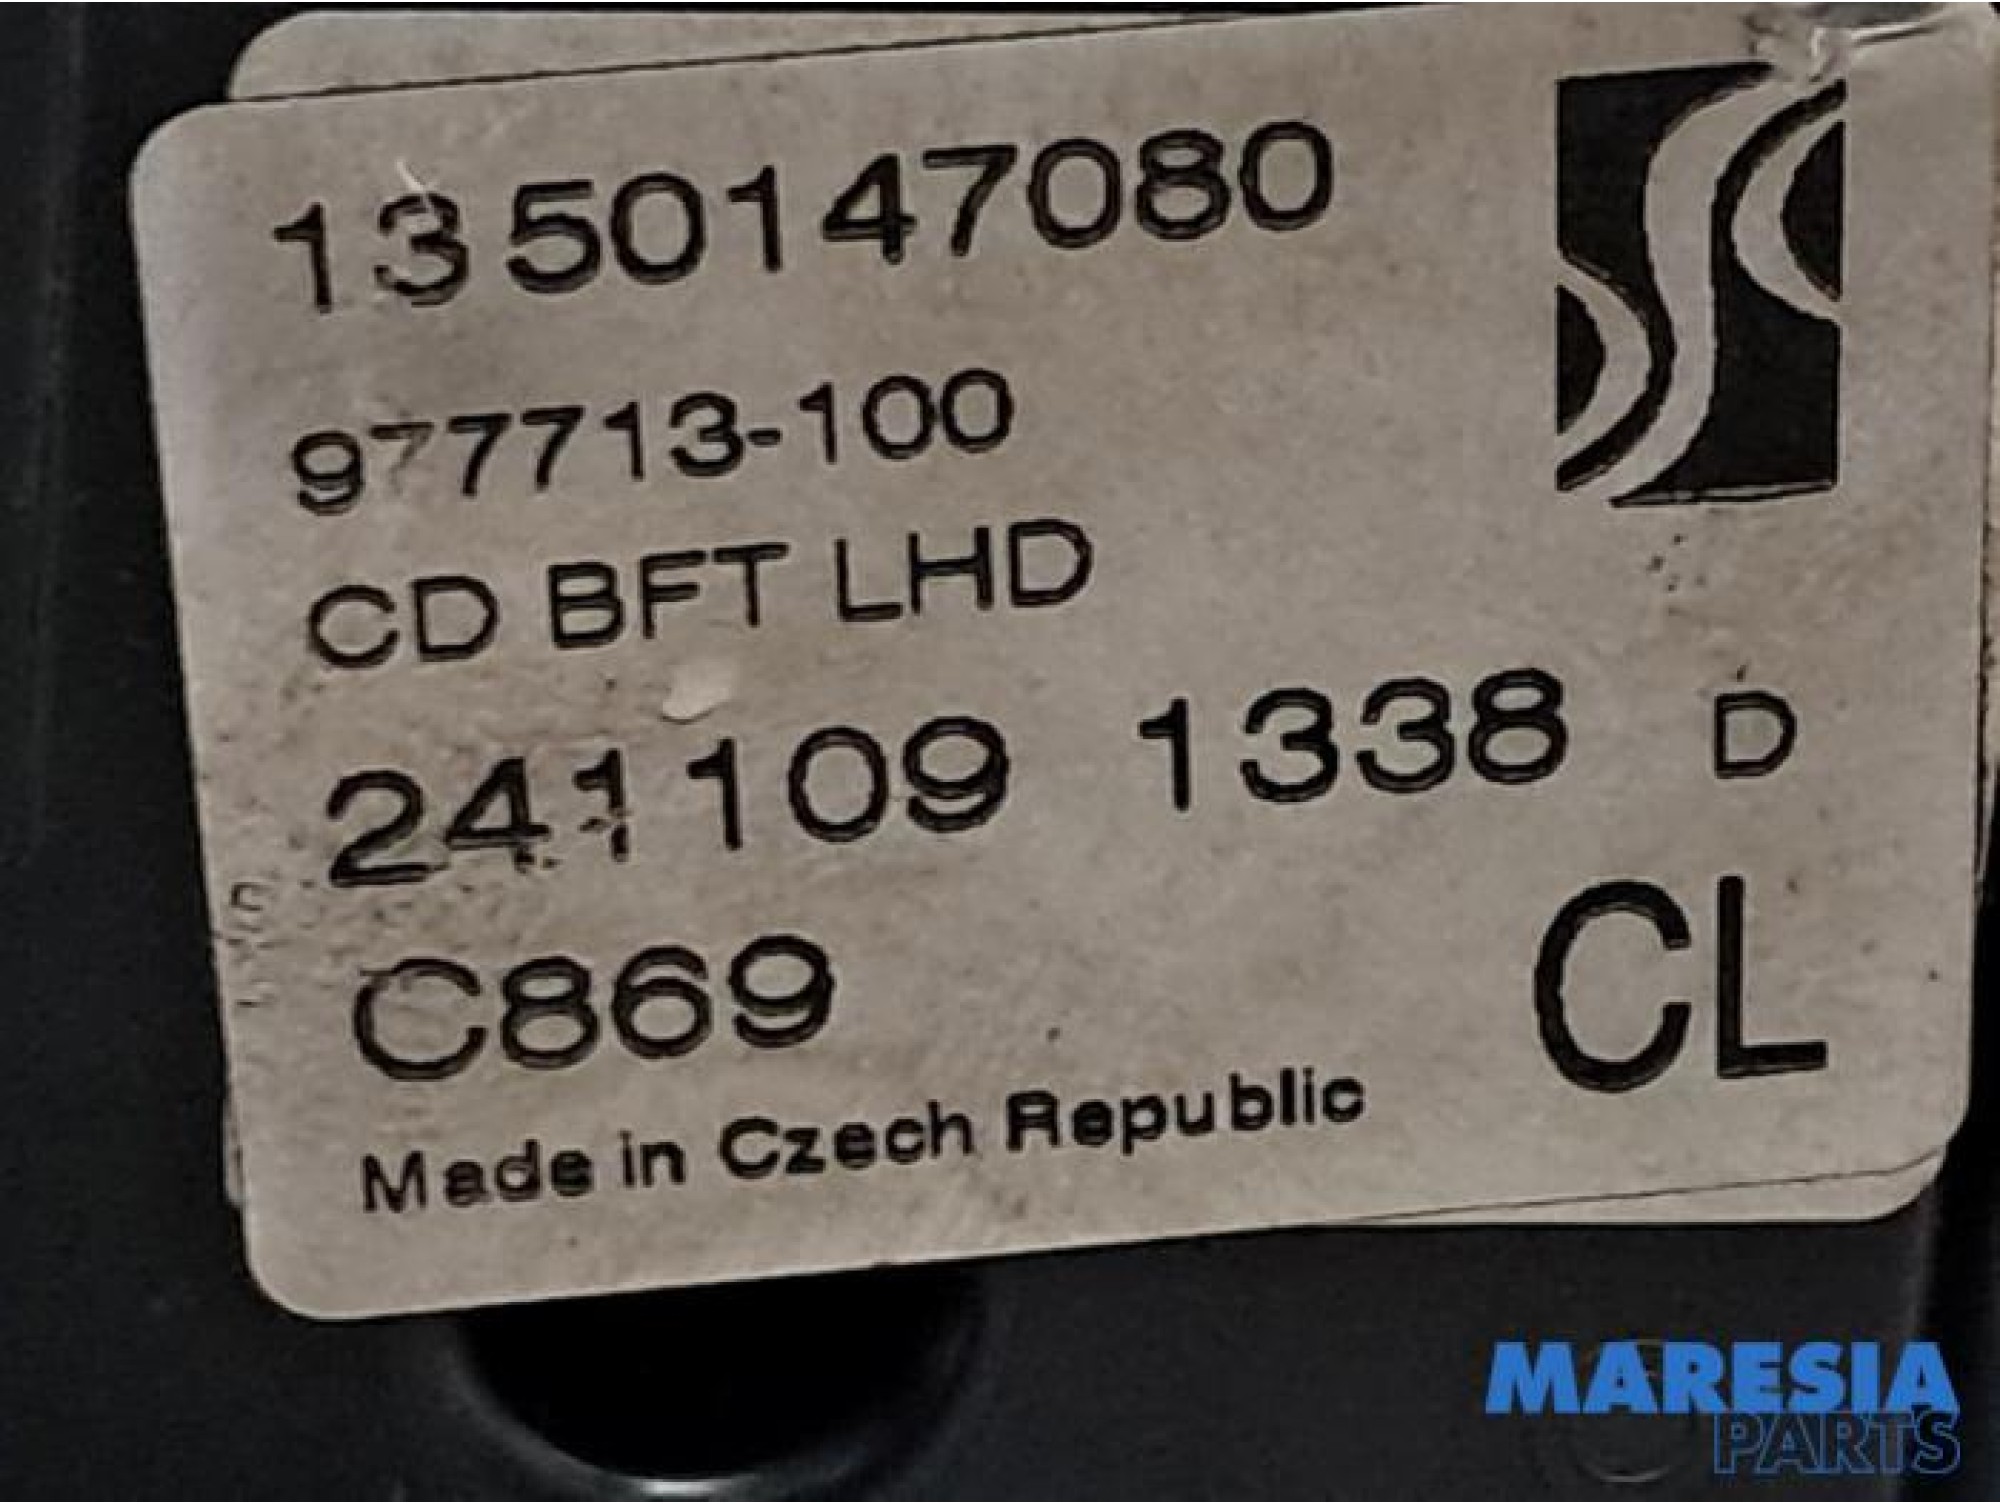 1350147080
977713-100
CD BFT LHD
241109 1338 D
C869 CL
Made in Czech Republic
MARESIA
PARTS